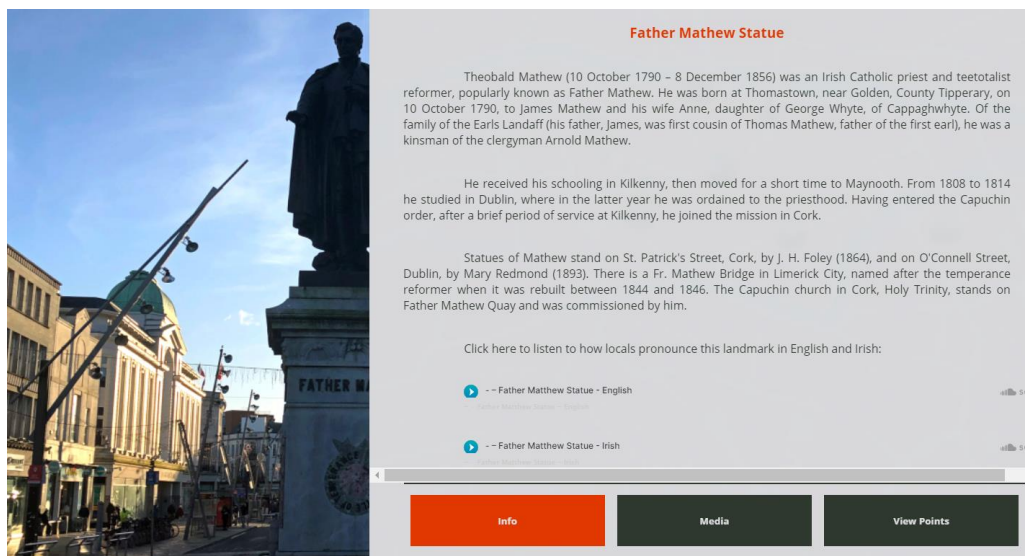 Father Mathew Statue
Theobald Mathew (10 October 1790 – 8 December 1856) was an Irish Catholic priest and teetotalist
reformer, popularly known as Father Mathew. He was born at Thomastown, near Golden, County Tipperary, on
10 October 1790, to James Mathew and his wife Anne, daughter of George Whyte, of Cappaghwhyte. Of the
family of the Earls Landaff (his father, James, was first cousin of Thomas Mathew, father of the first earl), he was a
kinsman of the clergyman Arnold Mathew.
He received his schooling in Kilkenny, then moved for a short time to Maynooth. From 1808 to 1814
he studied in Dublin, where in the latter year he was ordained to the priesthood. Having entered the Capuchin
order, after a brief period of service at Kilkenny, he joined the mission in Cork.
Statues of Mathew stand on St. Patrick's Street, Cork, by J. H. Foley (1864), and on O'Connell Street,
Dublin, by Mary Redmond (1893). There is a Fr. Mathew Bridge in Limerick City, named after the temperance
reformer when it was rebuilt between 1844 and 1846. The Capuchin church in Cork, Holy Trinity, stands on
Father Mathew Quay and was commissioned by him.
Click here to listen to how locals pronounce this landmark in English and Irish:
- – Father Matthew Statue - English
Father Matthew Statue - English
- – Father Matthew Statue - Irish
Father Matthew Statue - Irish
FATHER MA
Info
Media
View Points